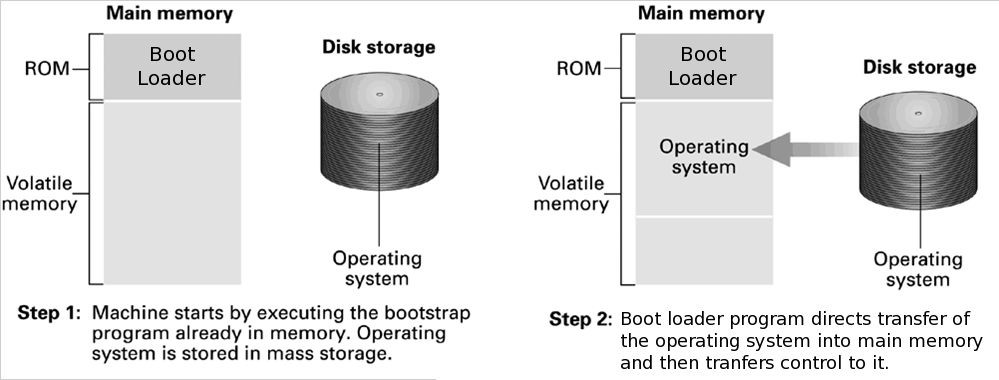 Main memory
Boot
Loader
ROM
Volatile
memory
Disk storage
Operating
system
Step 1: Machine starts by executing the bootstrap
program already in memory. Operating
system is stored in mass storage.
Main memory
Boot
Loader
ROM
Operating
system
Volatile
memory
Disk storage
Operating
system
Step 2: Boot loader program directs transfer of
the operating system into main memory
and then tranfers control to it.